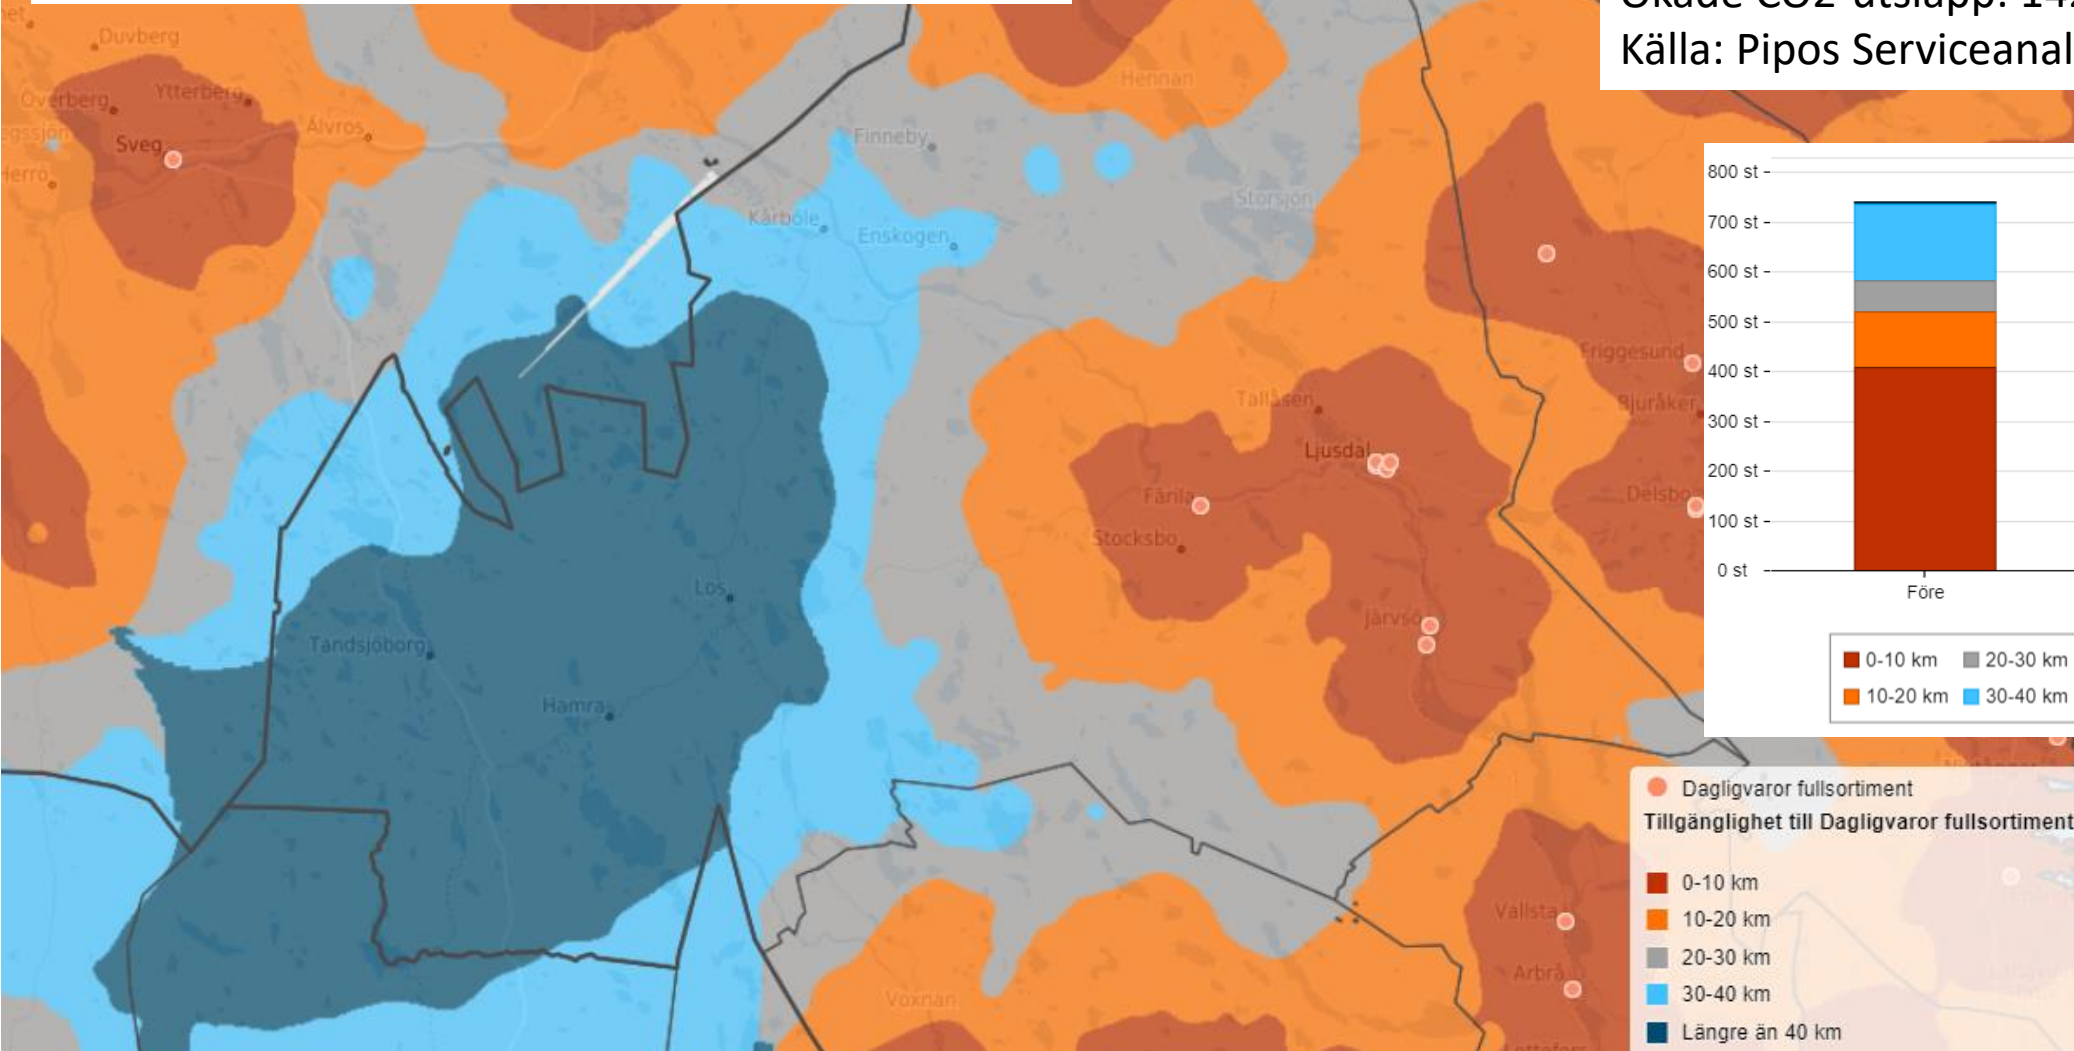 Duvberg
Överberg
Ytterberg
Sveg
Älvros
Herrö
Hennan
Finneby
Storsjön
Kårböle
Enskogen
Tallåsen
Ljusdal
Färila
Stocksbo
Järvsö
Friggesund
Bjuråker
Delsbo
Los
Tandsjöborg
Hamra
Voxnan
Vallsta
Arbrå
Källa: Pipos Serviceanal
800 st
700 st
600 st
500 st
400 st
300 st
200 st
100 st
0 st
Före
0-10 km 20-30 km
10-20 km 30-40 km
Dagligvaror fullsortiment
Tillgänglighet till Dagligvaror fullsortiment
0-10 km
10-20 km
20-30 km
30-40 km
Längre än 40 km